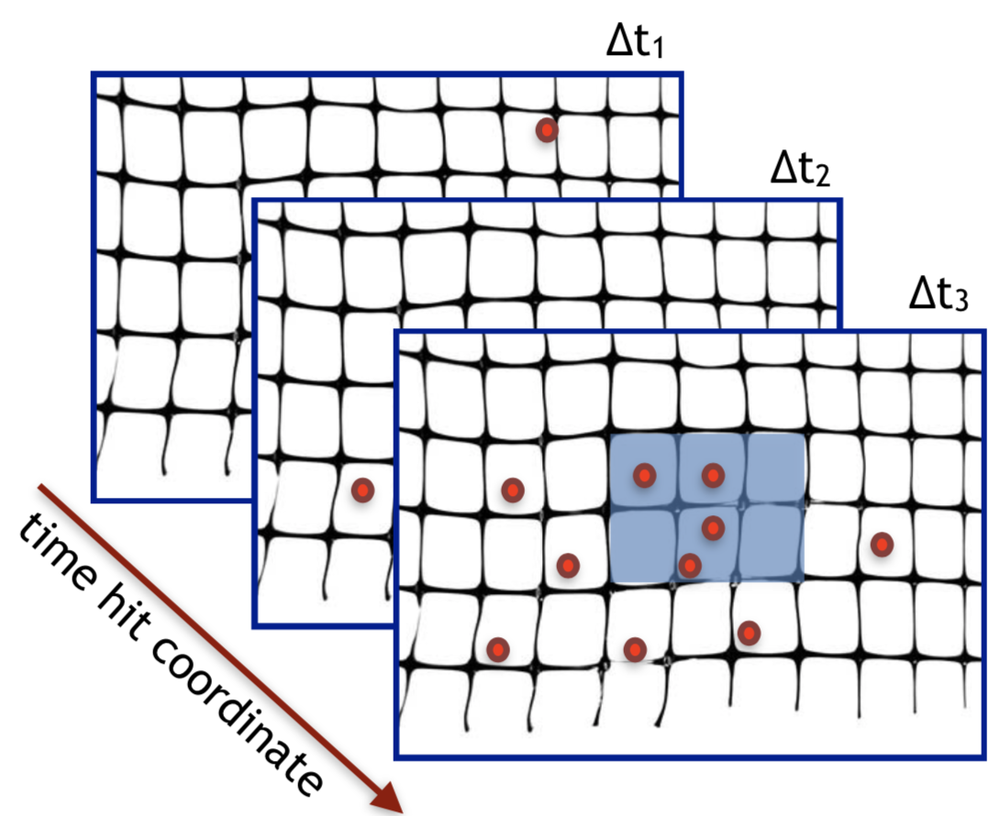 Δt₁
Δt₂
Δt₃
time hit coordinate